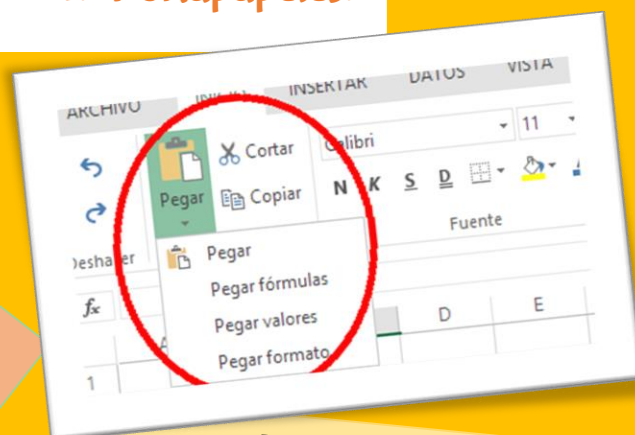 ARCHIVO INSERTAR DATOS VISTA
Pegar Cortar Calibri 11
Copiar N K S D
Fuente
Pegar
Pegar fórmulas
fx
Pegar valores
D E
Pegar formato
1